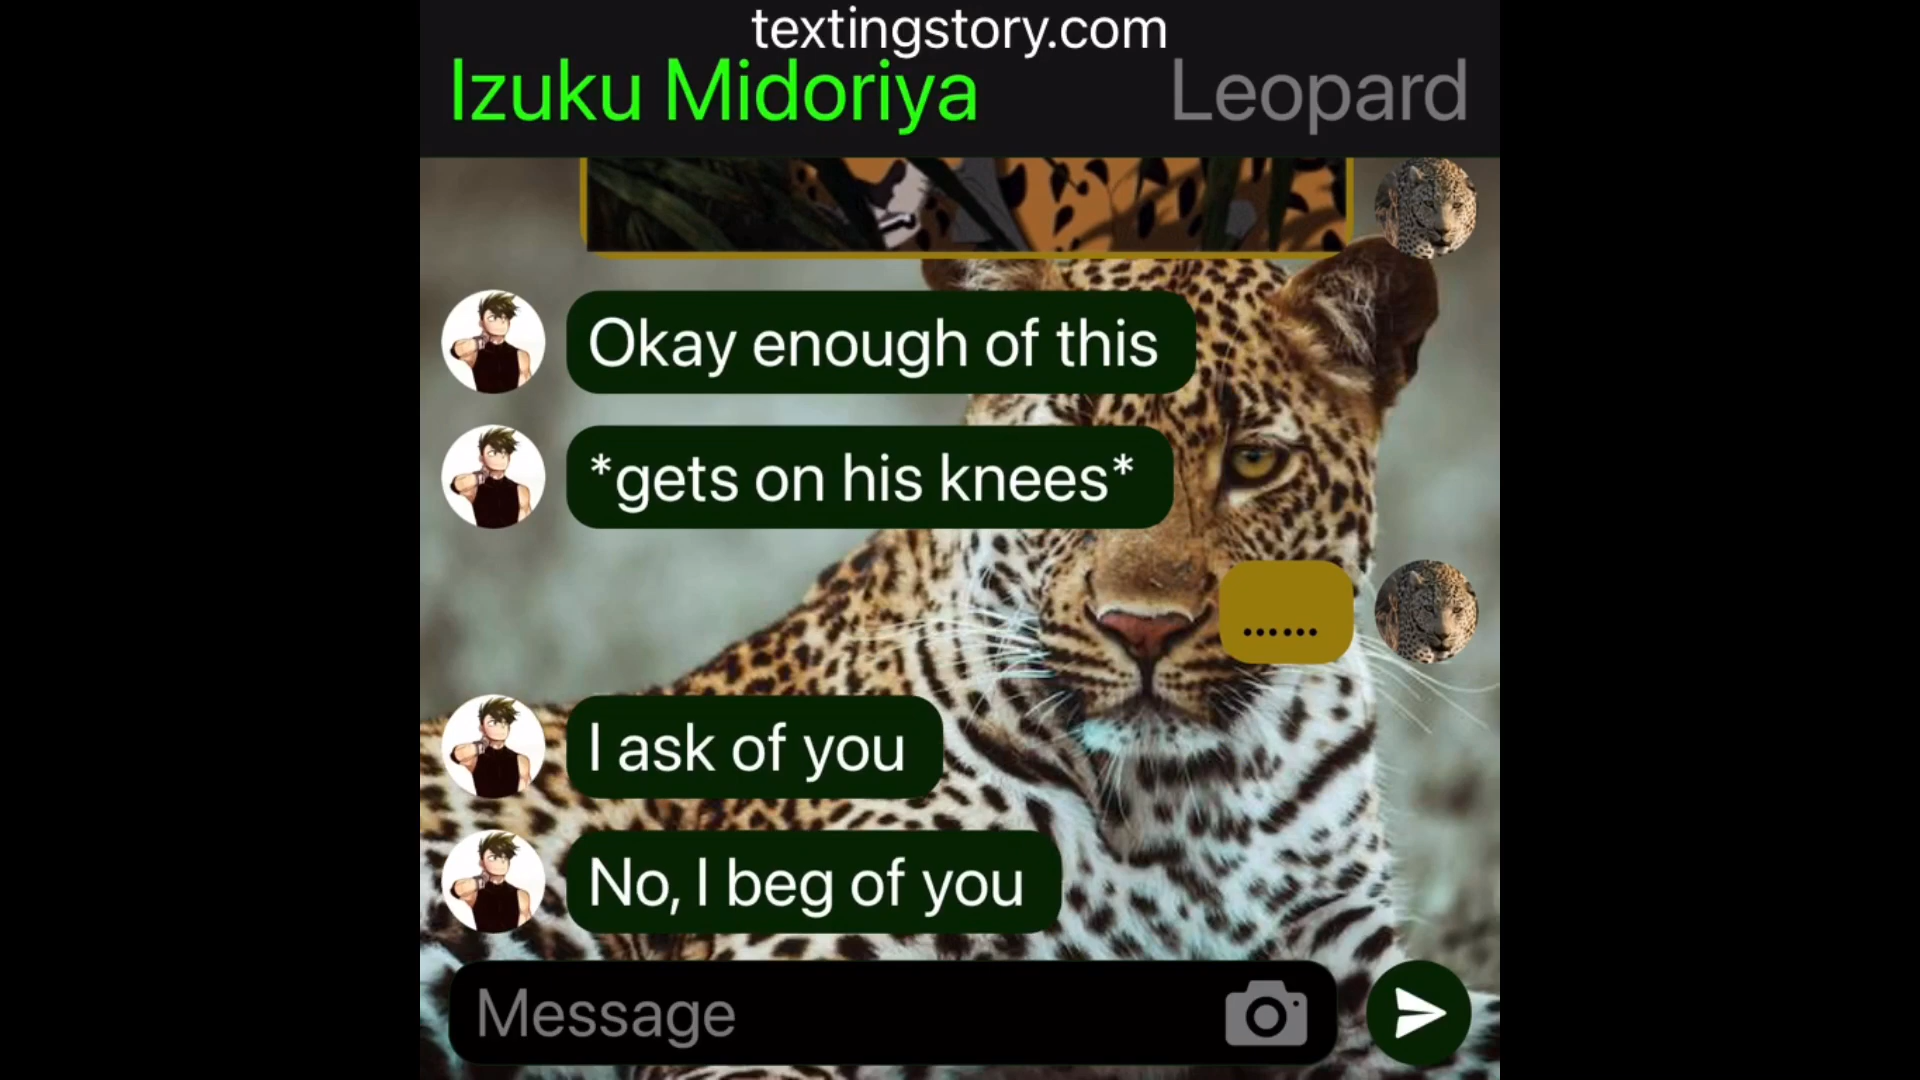 textingstory.com
Izuku Midoriya
Leopard
Okay enough of this
*gets on his knees*
......
I ask of you
No, I beg of you
Message